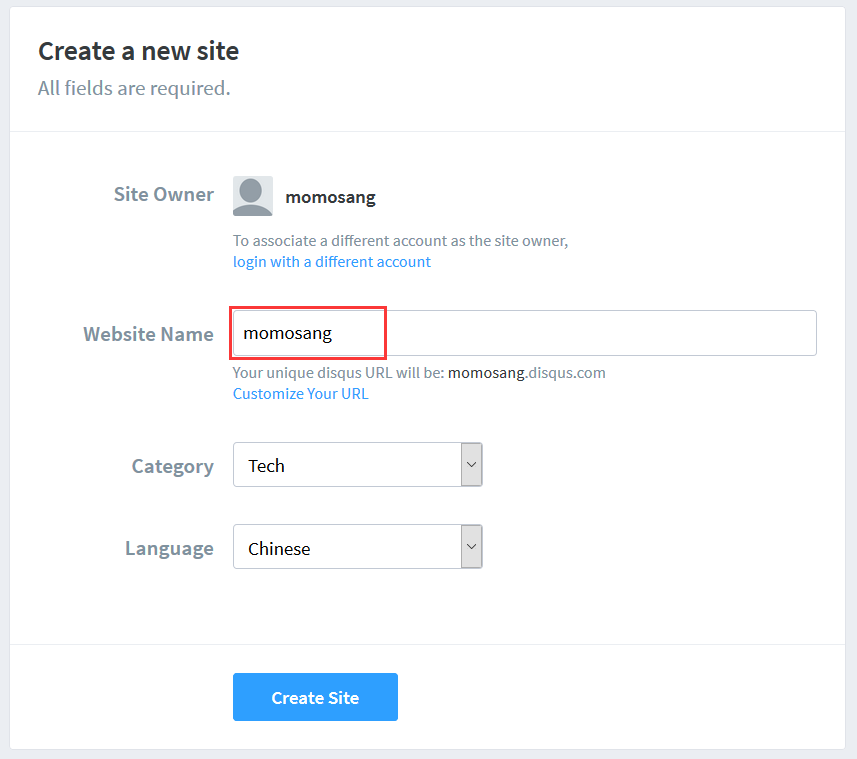 Create a new site
All fields are required.
Site Owner
momosang
To associate a different account as the site owner,
login with a different account
Website Name
momosang
Your unique disqus URL will be: momosang.disqus.com
Customize Your URL
Category
Tech
Language
Chinese
Create Site